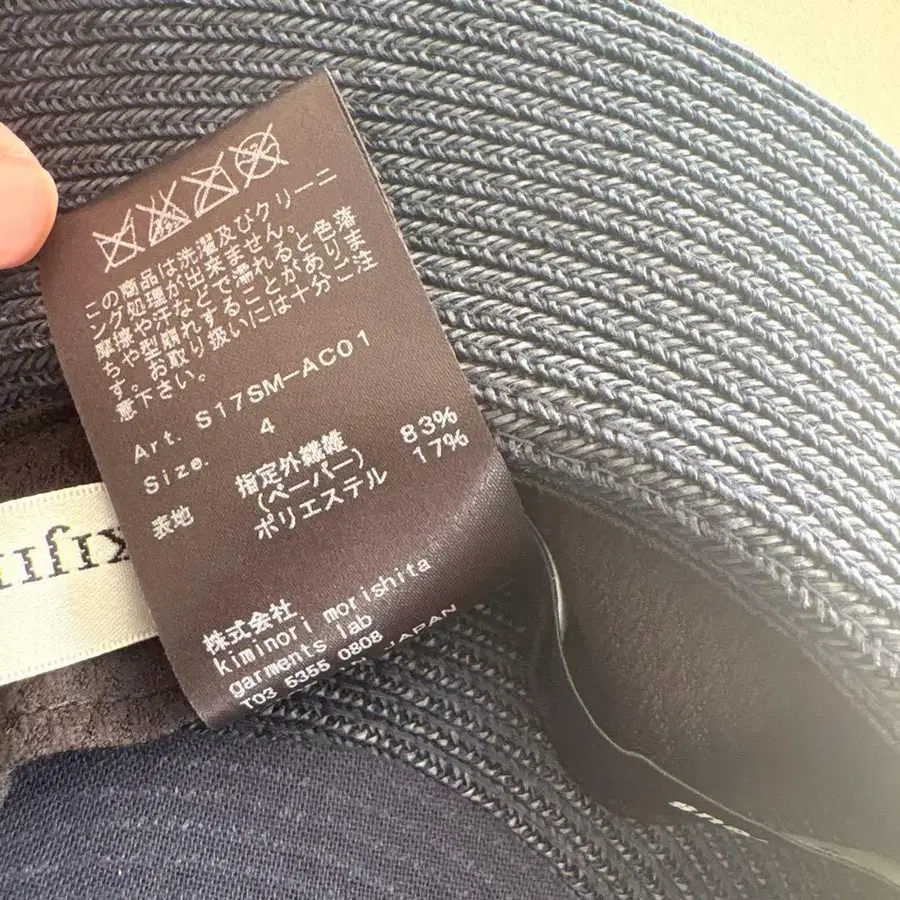 この商品は洗濯及びクリーニ
ング処理が出来ません。
摩擦や汗などで濡れると色落
ちや型崩れすることがありま
す。お取り扱いには十分ご注
意下さい。
Art. S17SM-AC01
Size. 4
表地 指定外繊維 83%
(ペーパー)
ポリエステル 17%
株式会社
kiminori morishita
garments lab
T03 5355 0808
JAPAN